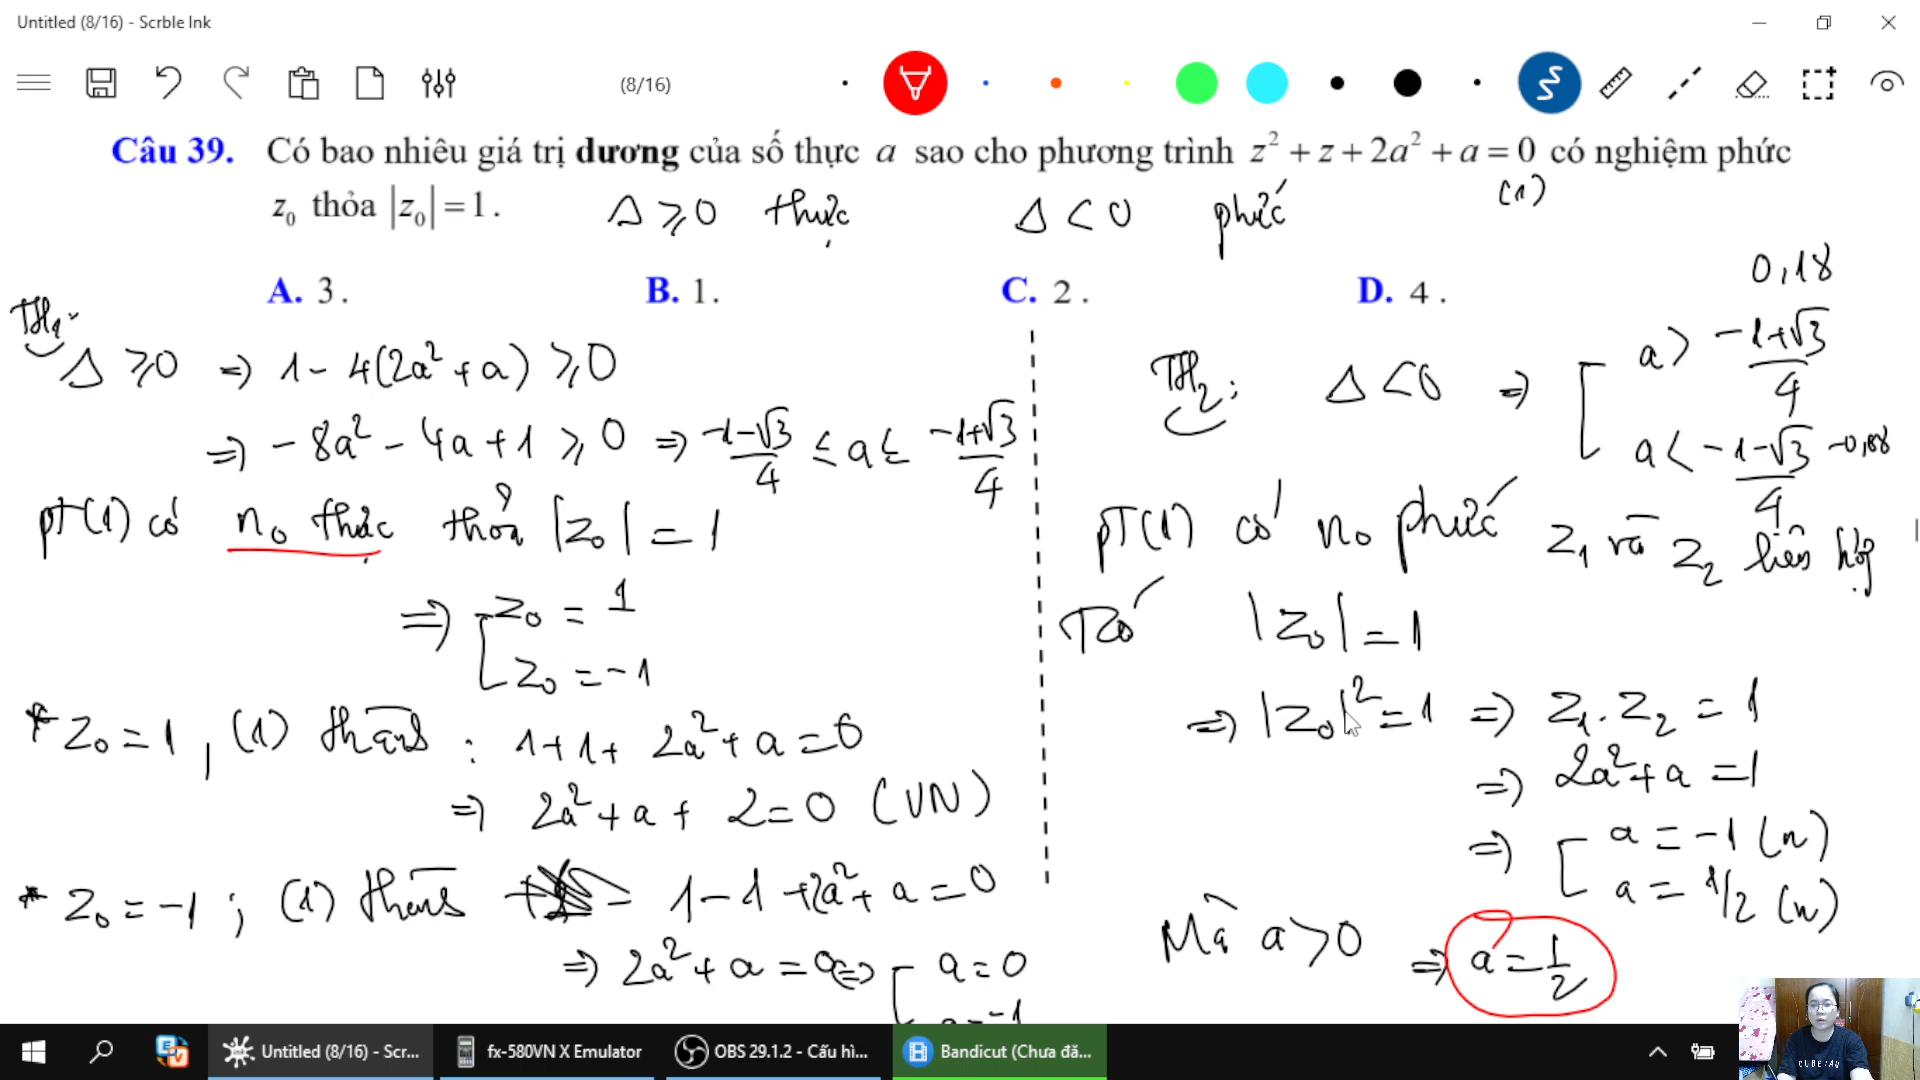 Untitled (8/16) - Scrble Ink
(8/16)
Câu 39. Có bao nhiêu giá trị dương của số thực a sao cho phương trình z² + z + 2a² + a = 0 có nghiệm phức
(1)
z₀ thỏa |z₀| = 1. Δ ≥ 0 thực Δ < 0 phức
A. 3. B. 1. C. 2. D. 4.
TH₁:
Δ ≥ 0 ⇒ 1 - 4(2a² + a) ≥ 0
⇒ -8a² - 4a + 1 ≥ 0 ⇒ (-1-√3)/4 ≤ a ≤ (-1+√3)/4
PT(1) có n₀ thực thỏa |z₀| = 1
⇒ [ z₀ = 1
z₀ = -1
* z₀ = 1, (1) thành : 1 + 1 + 2a² + a = 0
⇒ 2a² + a + 2 = 0 (VN)
* z₀ = -1 ; (1) thành 1 - 1 + 2a² + a = 0
⇒ 2a² + a = 0 ⇔ [ a = 0
a = -1
0,18
TH₂: Δ < 0 ⇒ [ a > (-1+√3)/4
a < (-1-√3)/4 -0,68
PT(1) có n₀ phức z₁ và z₂ liên hợp
Từ |z₀| = 1
⇒ |z₀|² = 1 ⇒ z₁.z₂ = 1
⇒ 2a² + a = 1
⇒ [ a = -1 (n)
a = 1/2 (n)
Mà a > 0 ⇒ a = 1/2
CUBE/AV
Untitled (8/16) - Scr...
fx-580VN X Emulator
OBS 29.1.2 - Cấu hì...
Bandicut (Chưa đă...